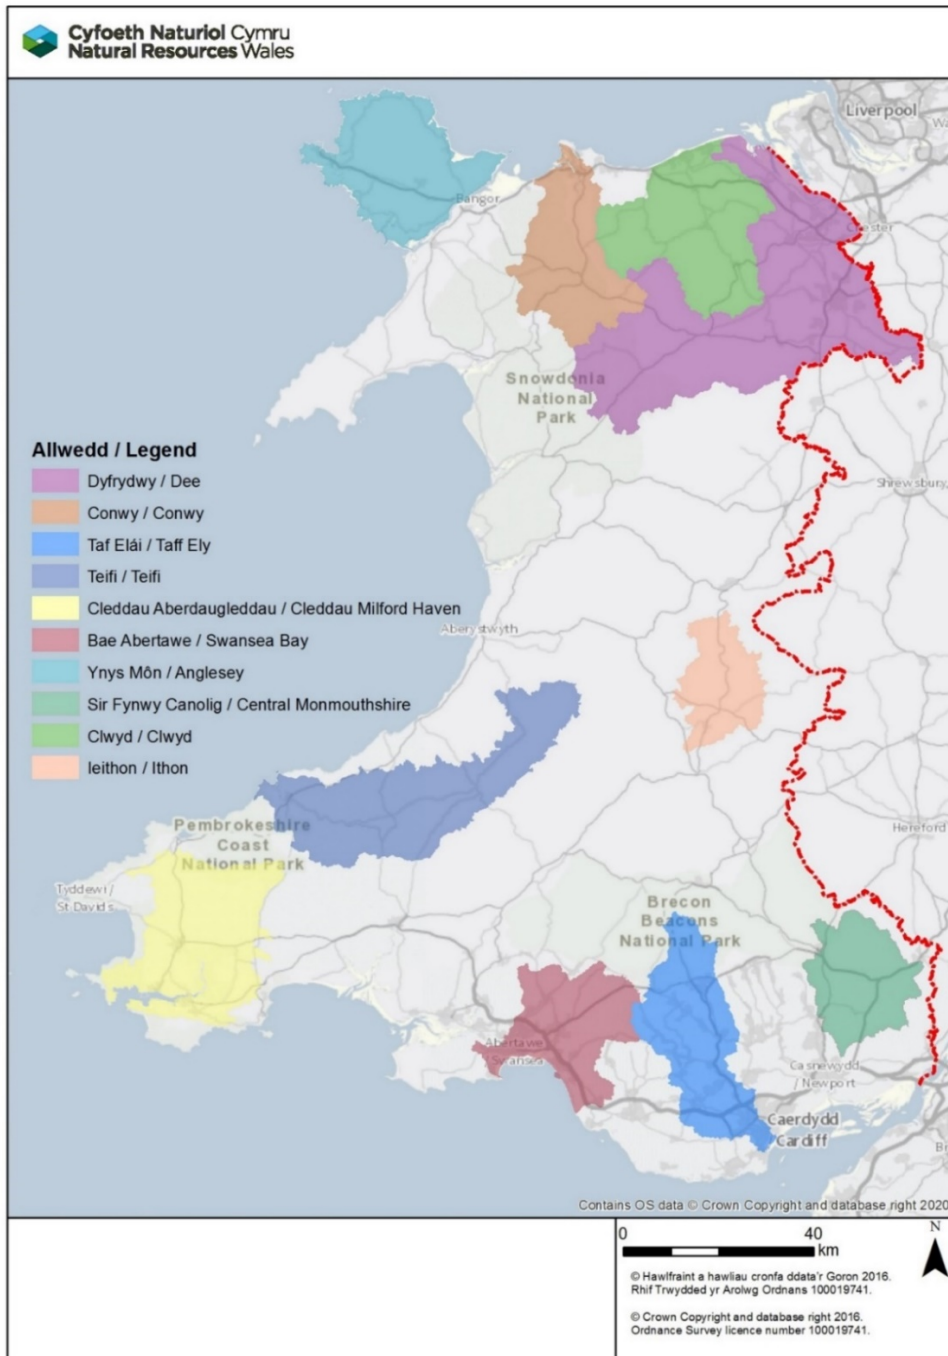 Cyfoeth Naturiol Cymru
Natural Resources Wales
Liverpool
Bangor
Chester
Snowdonia
National
Park
Allwedd / Legend
Dyfrydwy / Dee
Conwy / Conwy
Taf Elái / Taff Ely
Teifi / Teifi
Cleddau Aberdaugleddau / Cleddau Milford Haven
Bae Abertawe / Swansea Bay
Ynys Môn / Anglesey
Sir Fynwy Canolig / Central Monmouthshire
Clwyd / Clwyd
Ieithon / Ithon
Shrewsbury
Aberystwyth
Pembrokeshire
Coast
National Park
Hereford
Tyddewi /
St Davids
Brecon
Beacons
National Park
Abertawe
/ Swansea
Casnewydd
/ Newport
Caerdydd
Cardiff
Contains OS data © Crown Copyright and database right 2020
0 40
km
N
© Hawlfraint a hawliau cronfa ddata'r Goron 2016.
Rhif Trwydded yr Arolwg Ordnans 100019741.
© Crown Copyright and database right 2016.
Ordnance Survey licence number 100019741.